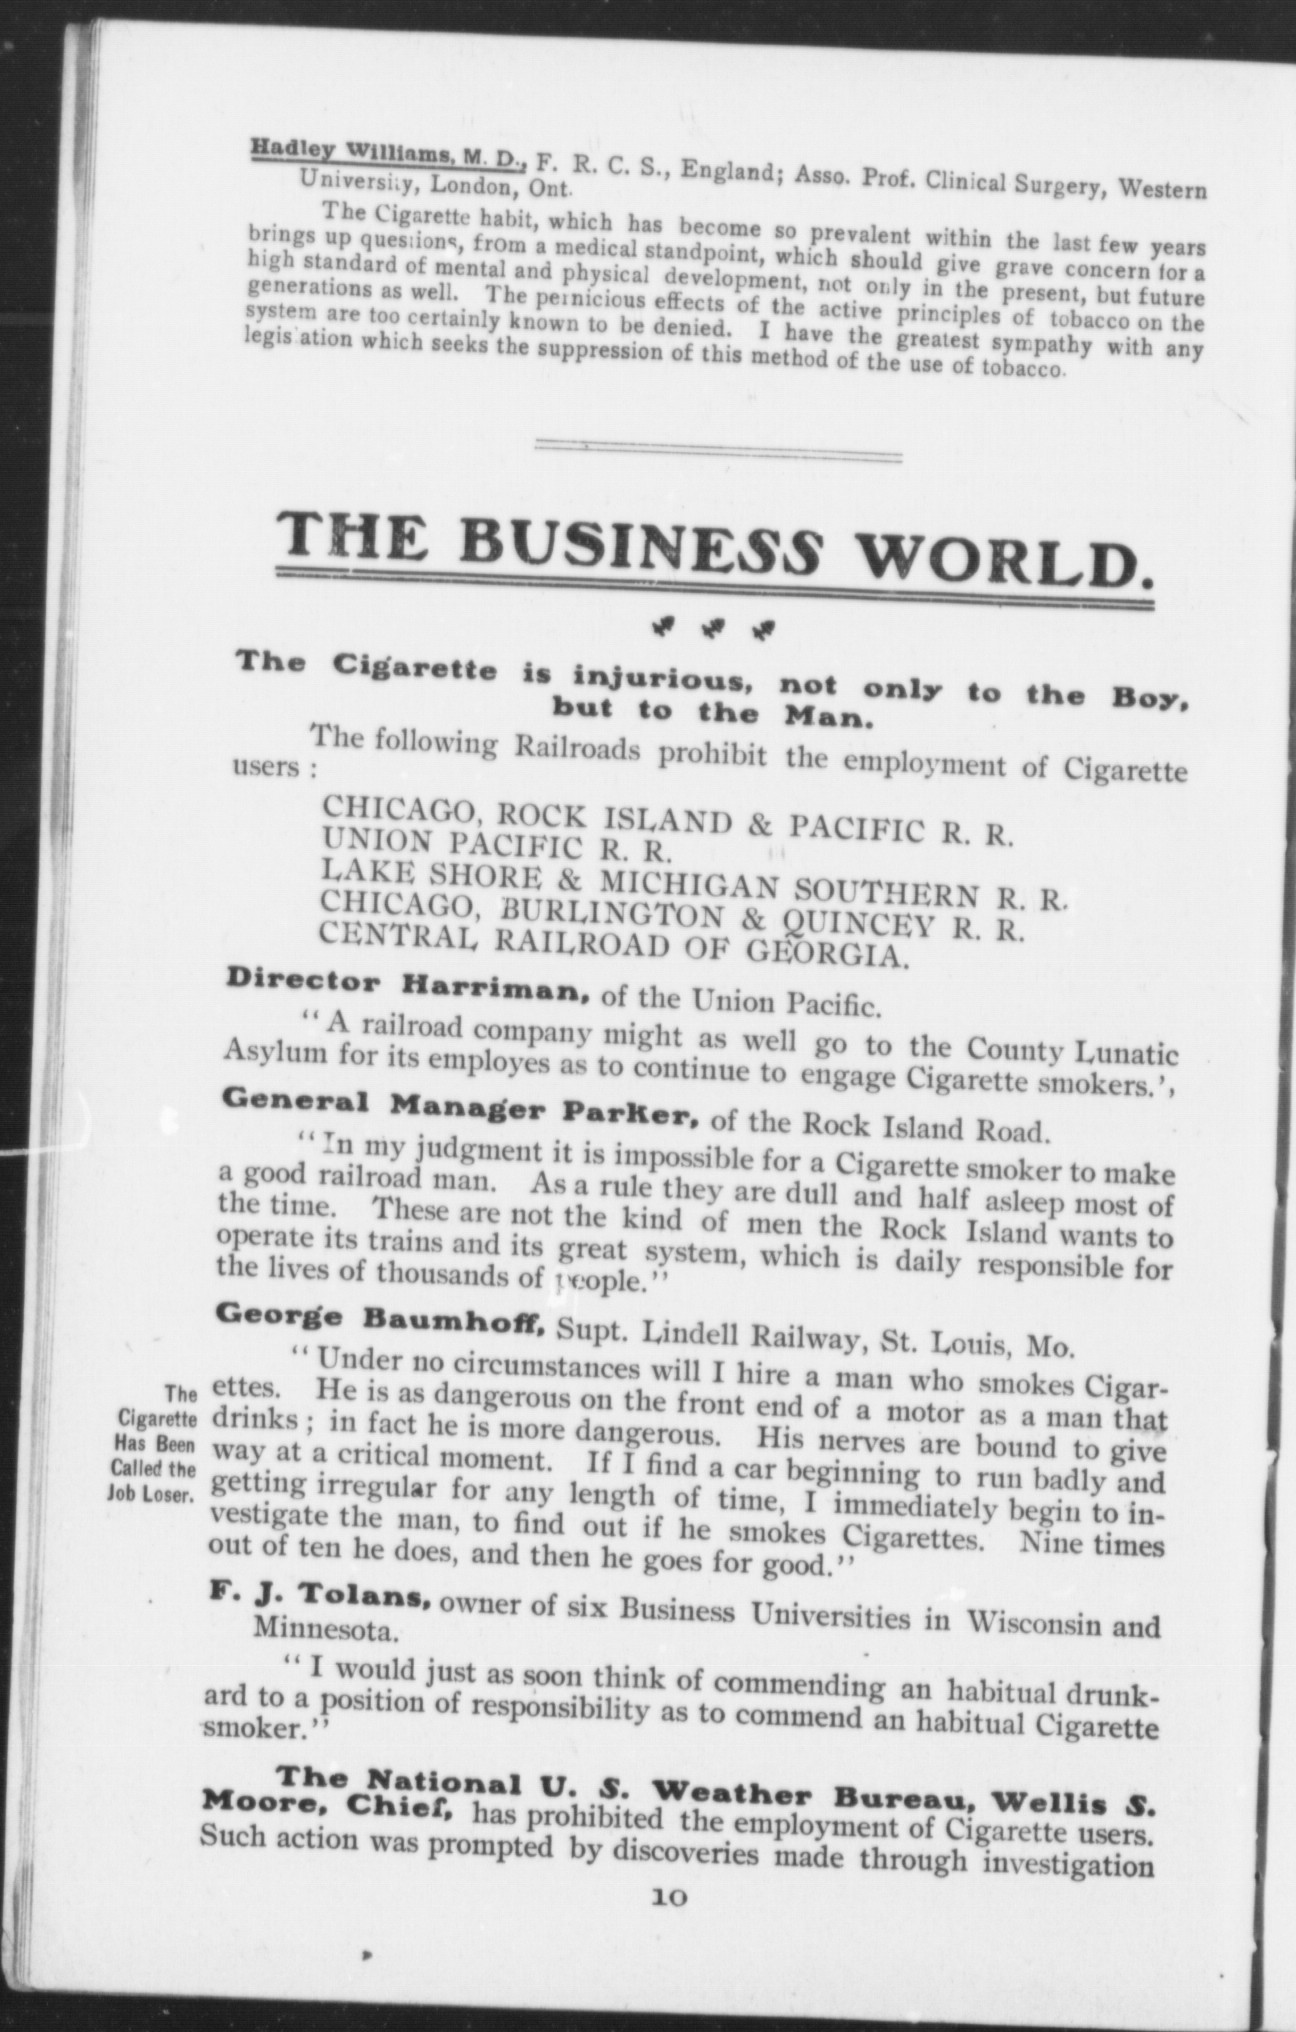 Hadley Williams, M. D., F. R. C. S., England; Asso. Prof. Clinical Surgery, Western
University, London, Ont.
The Cigarette habit, which has become so prevalent within the last few years
brings up questions, from a medical standpoint, which should give grave concern for a
high standard of mental and physical development, not only in the present, but future
generations as well. The pernicious effects of the active principles of tobacco on the
system are too certainly known to be denied. I have the greatest sympathy with any
legislation which seeks the suppression of this method of the use of tobacco.
THE BUSINESS WORLD.
The Cigarette is injurious, not only to the Boy,
but to the Man.
The following Railroads prohibit the employment of Cigarette
users :
CHICAGO, ROCK ISLAND & PACIFIC R. R.
UNION PACIFIC R. R.
LAKE SHORE & MICHIGAN SOUTHERN R. R.
CHICAGO, BURLINGTON & QUINCEY R. R.
CENTRAL RAILROAD OF GEORGIA.
Director Harriman, of the Union Pacific.
"A railroad company might as well go to the County Lunatic
Asylum for its employes as to continue to engage Cigarette smokers.',
General Manager Parker, of the Rock Island Road.
"In my judgment it is impossible for a Cigarette smoker to make
a good railroad man. As a rule they are dull and half asleep most of
the time. These are not the kind of men the Rock Island wants to
operate its trains and its great system, which is daily responsible for
the lives of thousands of people."
George Baumhoff, Supt. Lindell Railway, St. Louis, Mo.
"Under no circumstances will I hire a man who smokes Cigar-
ettes. He is as dangerous on the front end of a motor as a man that
drinks; in fact he is more dangerous. His nerves are bound to give
way at a critical moment. If I find a car beginning to run badly and
getting irregular for any length of time, I immediately begin to in-
vestigate the man, to find out if he smokes Cigarettes. Nine times
out of ten he does, and then he goes for good."
The
Cigarette
Has Been
Called the
Job Loser.
F. J. Tolans, owner of six Business Universities in Wisconsin and
Minnesota.
"I would just as soon think of commending an habitual drunk-
ard to a position of responsibility as to commend an habitual Cigarette
smoker."
The National U. S. Weather Bureau, Wellis S.
Moore, Chief, has prohibited the employment of Cigarette users.
Such action was prompted by discoveries made through investigation
10